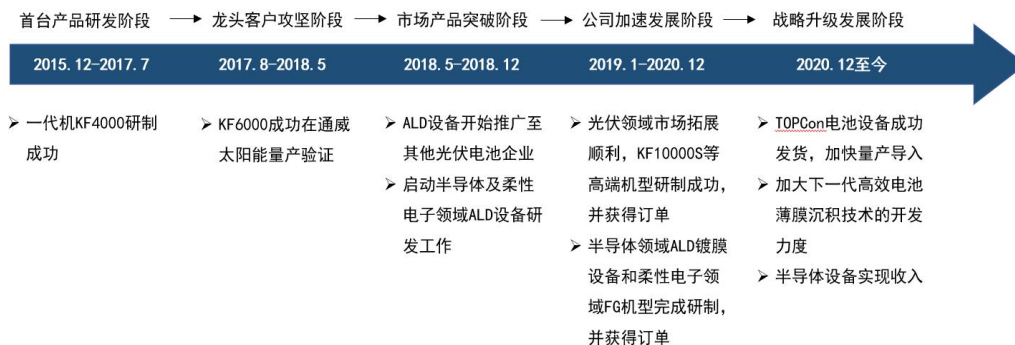 首台产品研发阶段 → 龙头客户攻坚阶段 → 市场产品突破阶段 → 公司加速发展阶段 → 战略升级发展阶段
2015.12-2017.7 2017.8-2018.5 2018.5-2018.12 2019.1-2020.12 2020.12至今
➢ 一代机KF4000研制
成功
➢ KF6000成功在通威
太阳能量产验证
➢ ALD设备开始推广至
其他光伏电池企业
➢ 启动半导体及柔性
电子领域ALD设备研
发工作
➢ 光伏领域市场拓展
顺利，KF10000S等
高端机型研制成功，
并获得订单
➢ 半导体领域ALD镀膜
设备和柔性电子领
域FG机型完成研制，
并获得订单
➢ TOPCon电池设备成功
发货，加快量产导入
➢ 加大下一代高效电池
薄膜沉积技术的开发
力度
➢ 半导体设备实现收入